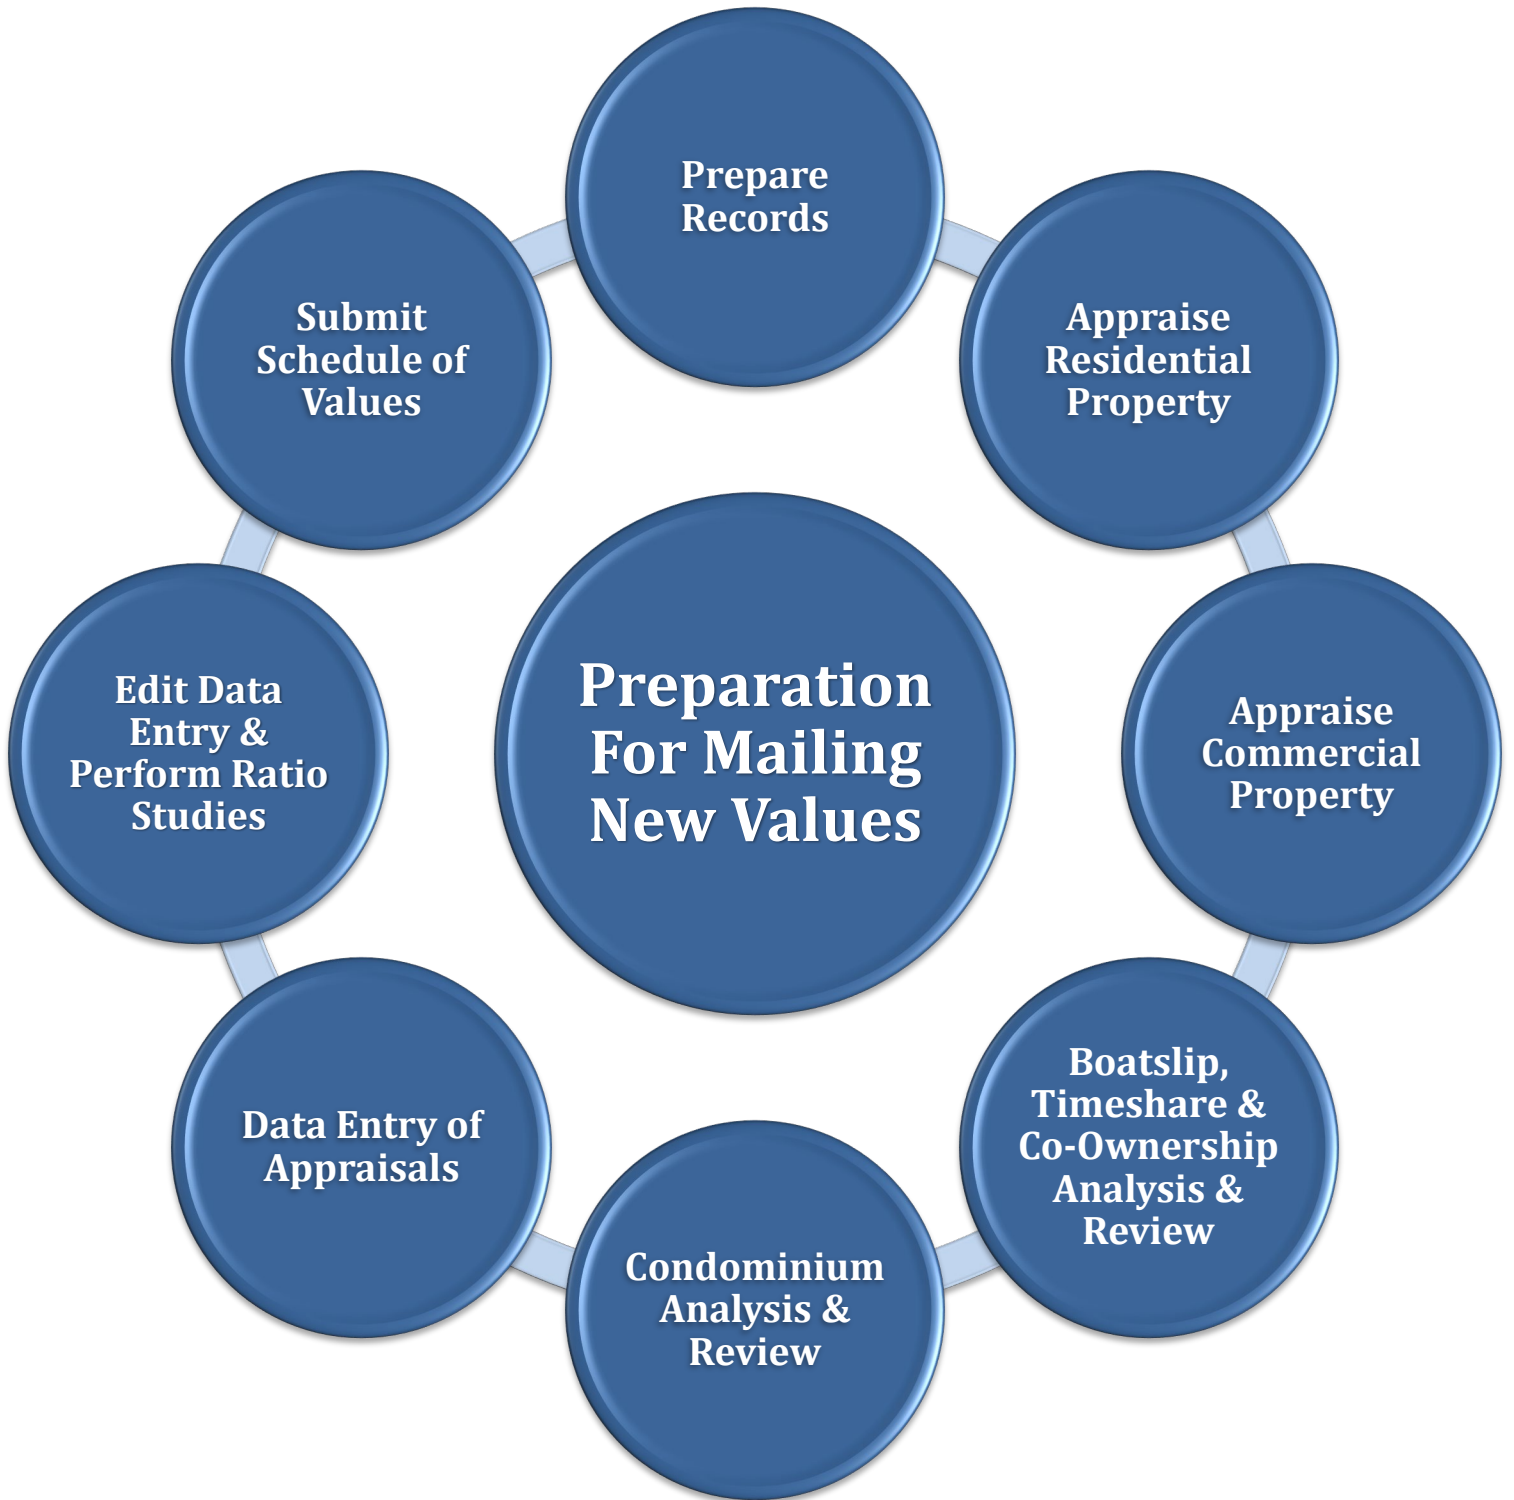 Prepare
Records
Appraise
Residential
Property
Appraise
Commercial
Property
Boatslip,
Timeshare &
Co-Ownership
Analysis &
Review
Condominium
Analysis &
Review
Data Entry of
Appraisals
Edit Data
Entry &
Perform Ratio
Studies
Submit
Schedule of
Values
Preparation
For Mailing
New Values